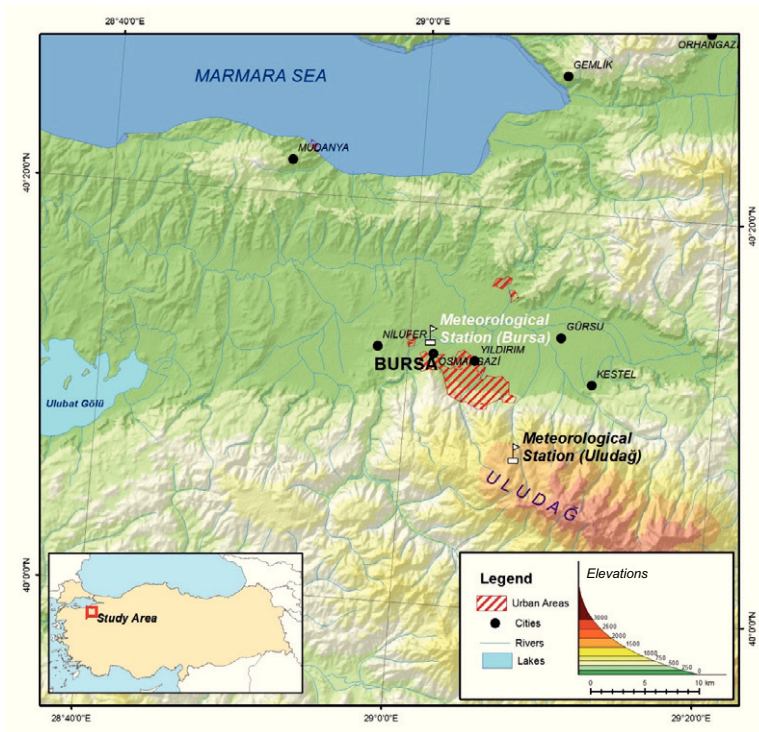 28°40'0"E
29°0'0"E
ORHANGAZİ
GEMLİK
MARMARA SEA
MUDANYA
40°20'0"N
40°20'0"N
Meteorological
Station (Bursa)
NİLÜFER
GÜRSU
YILDIRIM
OSMANGAZİ
BURSA
KESTEL
Ulubat Gölü
Meteorological
Station (Uludağ)
ULUDAĞ
40°0'0"N
40°0'0"N
Study Area
Legend
Urban Areas
Cities
Rivers
Lakes
Elevations
3000
2500
2000
1500
1000
750
500
250
0
0 5 10 km
28°40'0"E
29°0'0"E
29°20'0"E